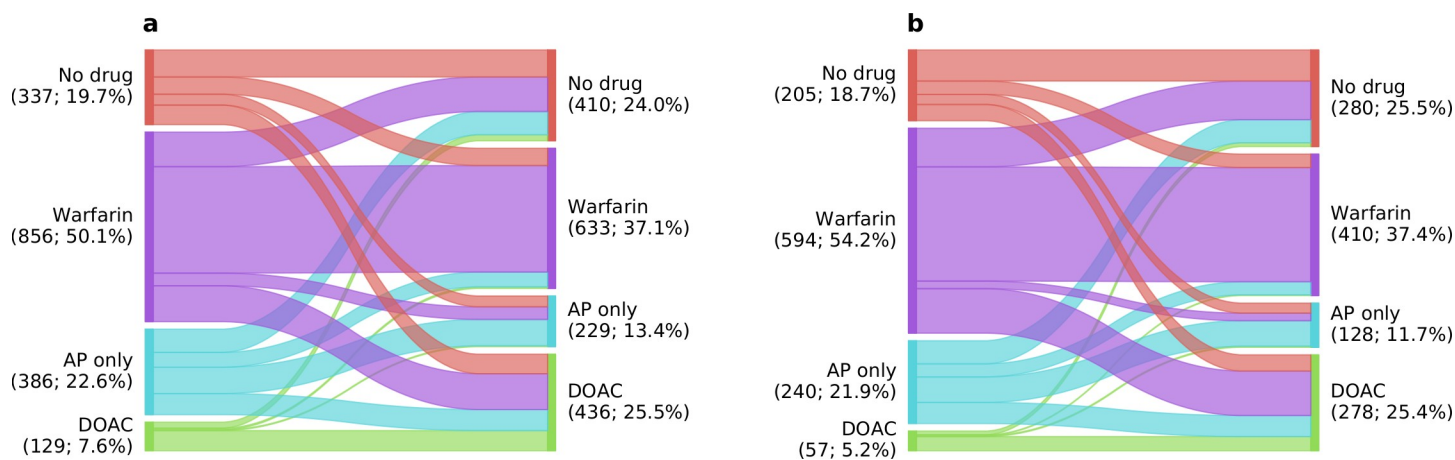 a
No drug
(337; 19.7%)
Warfarin
(856; 50.1%)
AP only
(386; 22.6%)
DOAC
(129; 7.6%)
No drug
(410; 24.0%)
Warfarin
(633; 37.1%)
AP only
(229; 13.4%)
DOAC
(436; 25.5%)
b
No drug
(205; 18.7%)
Warfarin
(594; 54.2%)
AP only
(240; 21.9%)
DOAC
(57; 5.2%)
No drug
(280; 25.5%)
Warfarin
(410; 37.4%)
AP only
(128; 11.7%)
DOAC
(278; 25.4%)